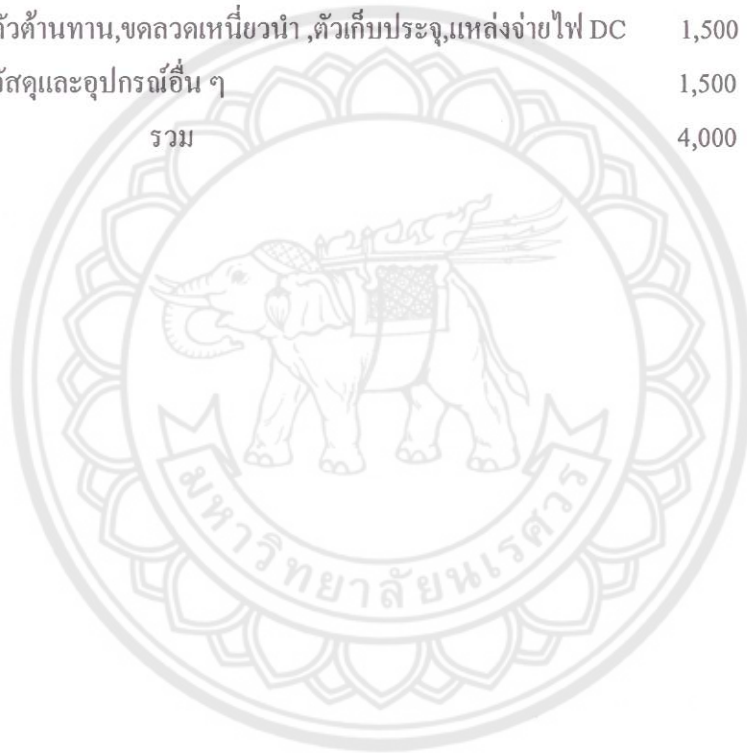 ตัวต้านทาน,ขดลวดเหนี่ยวนำ ,ตัวเก็บประจุ,แหล่งจ่ายไฟ DC 1,500
วัสดุและอุปกรณ์อื่น ๆ 1,500
รวม 4,000
มหาวิทยาลัยนเรศวร